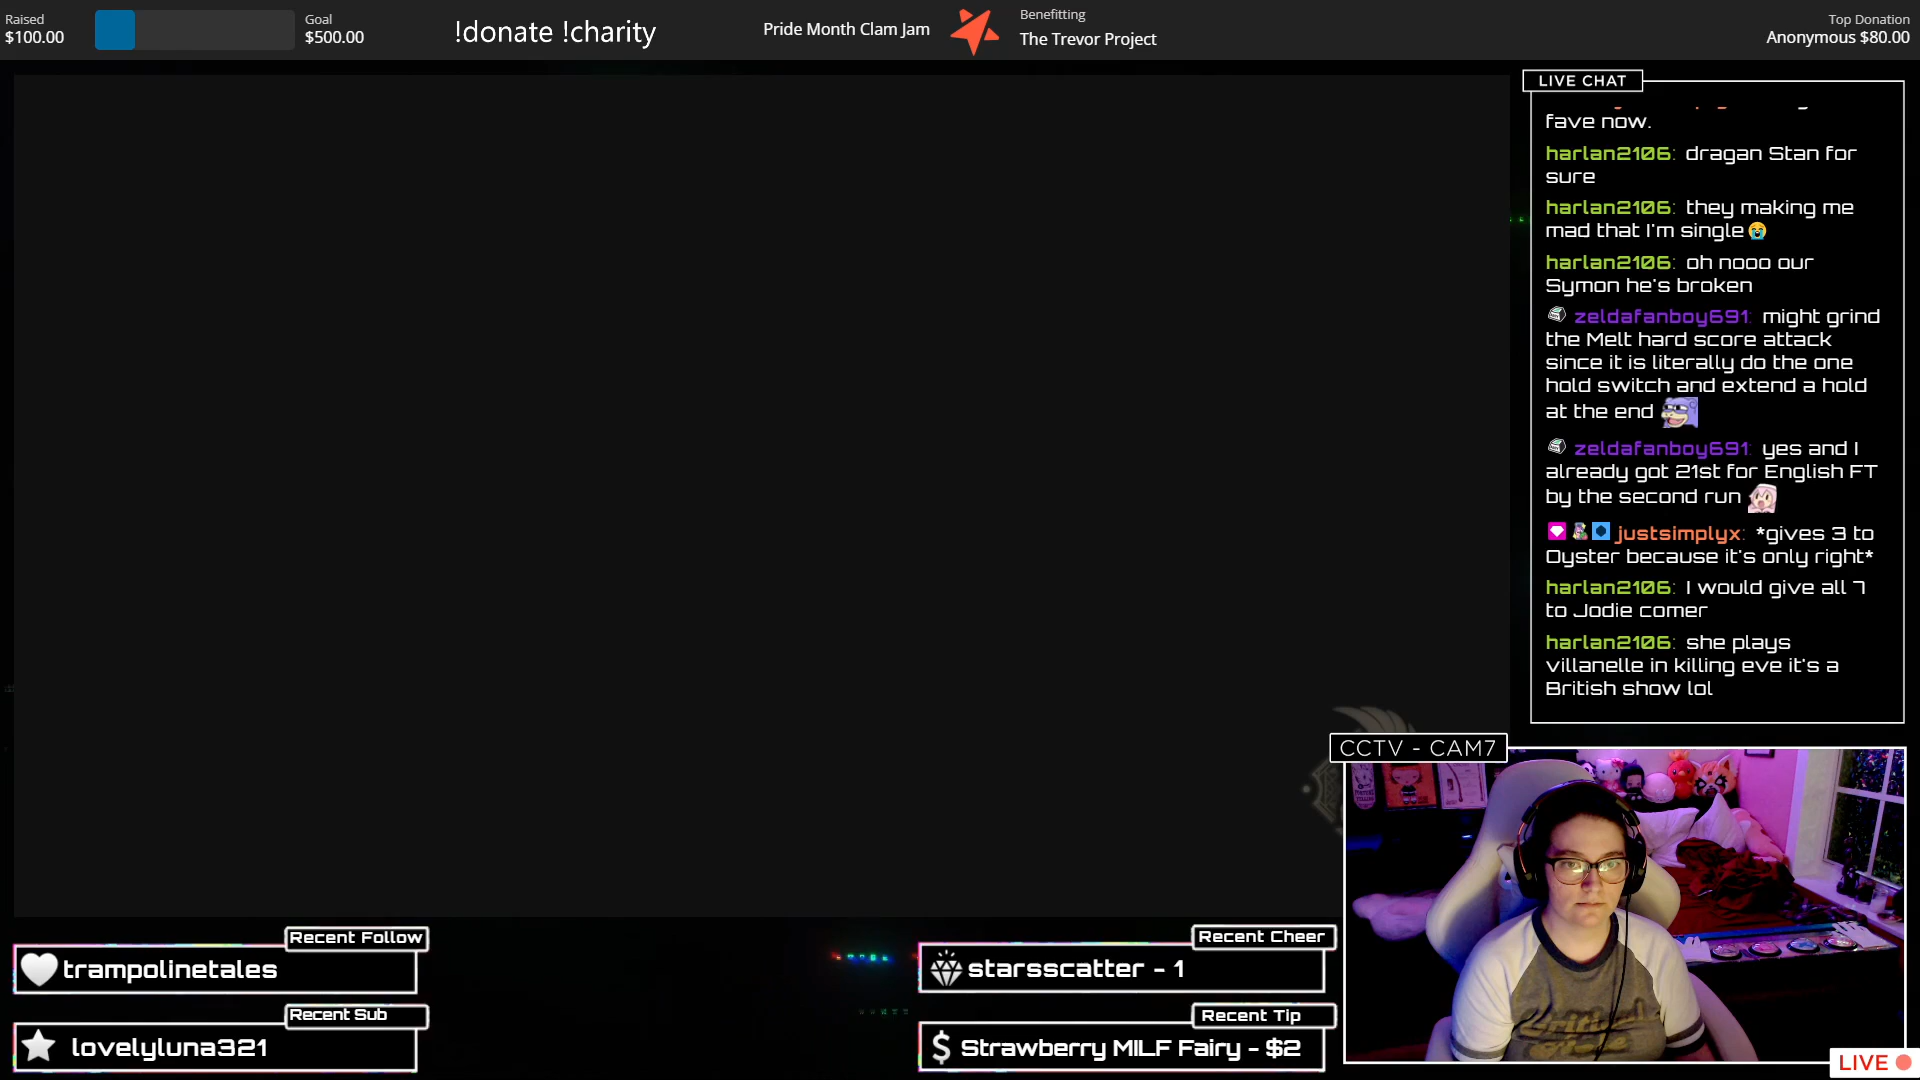 Raised
$100.00
Goal
$500.00
!donate !charity
Pride Month Clam Jam
Benefitting
The Trevor Project
Top Donation
Anonymous $80.00
LIVE CHAT
fave now.
harlan2106: dragan Stan for
sure
harlan2106: they making me
mad that I'm single
harlan2106: oh nooo our
Symon he's broken
zeldafanboy691: might grind
the Melt hard score attack
since it is literally do the one
hold switch and extend a hold
at the end
zeldafanboy691: yes and I
already got 21st for English FT
by the second run
justsimplyx: *gives 3 to
Oyster because it's only right*
harlan2106: I would give all 7
to Jodie comer
harlan2106: she plays
villanelle in killing eve it's a
British show lol
CCTV - CAM7
Recent Follow
trampolinetales
Recent Sub
lovelyluna321
Recent Cheer
starsscatter - 1
Recent Tip
Strawberry MILF Fairy - $2
LIVE